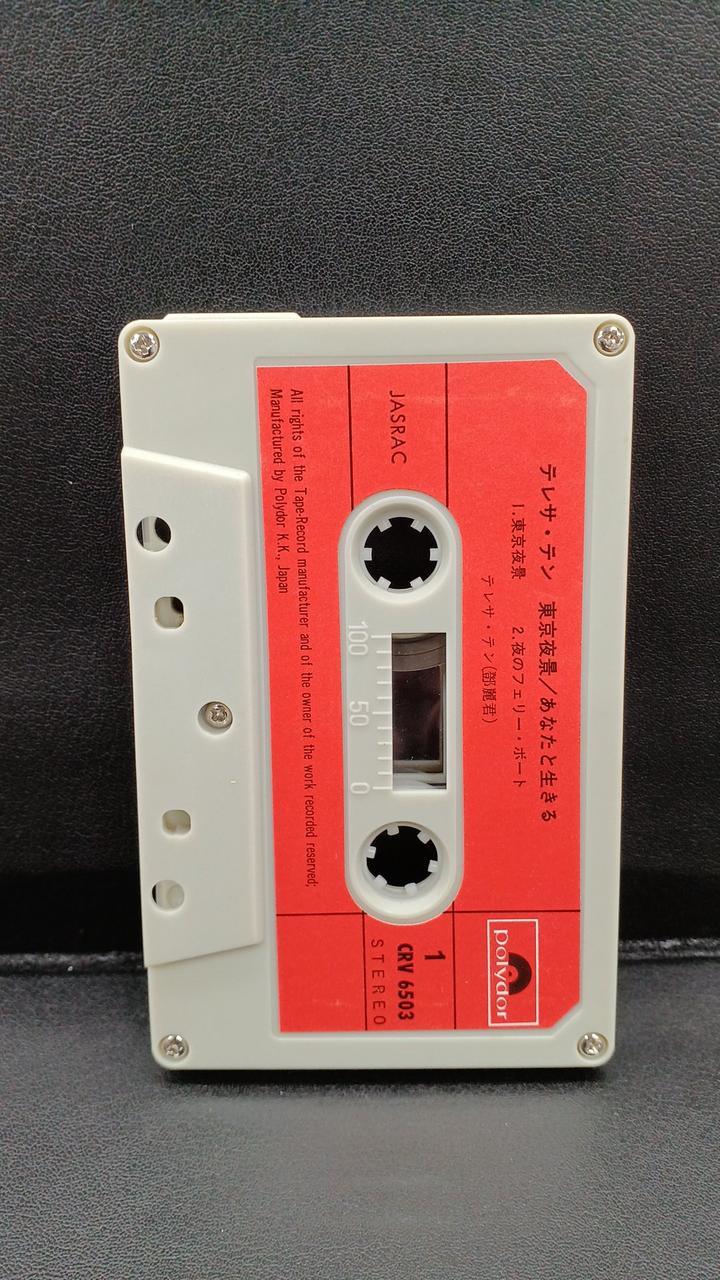 テレサ・テン 東京夜景／あなたと生きる
1.東京夜景 2.夜のフェリー・ボート
テレサ・テン(鄧麗君)
polydor
JASRAC
1
CRV 6503
STEREO
100 50 0
All rights of the Tape-Record manufacturer and of the owner of the work recorded reserved;
Manufactured by Polydor K.K., Japan